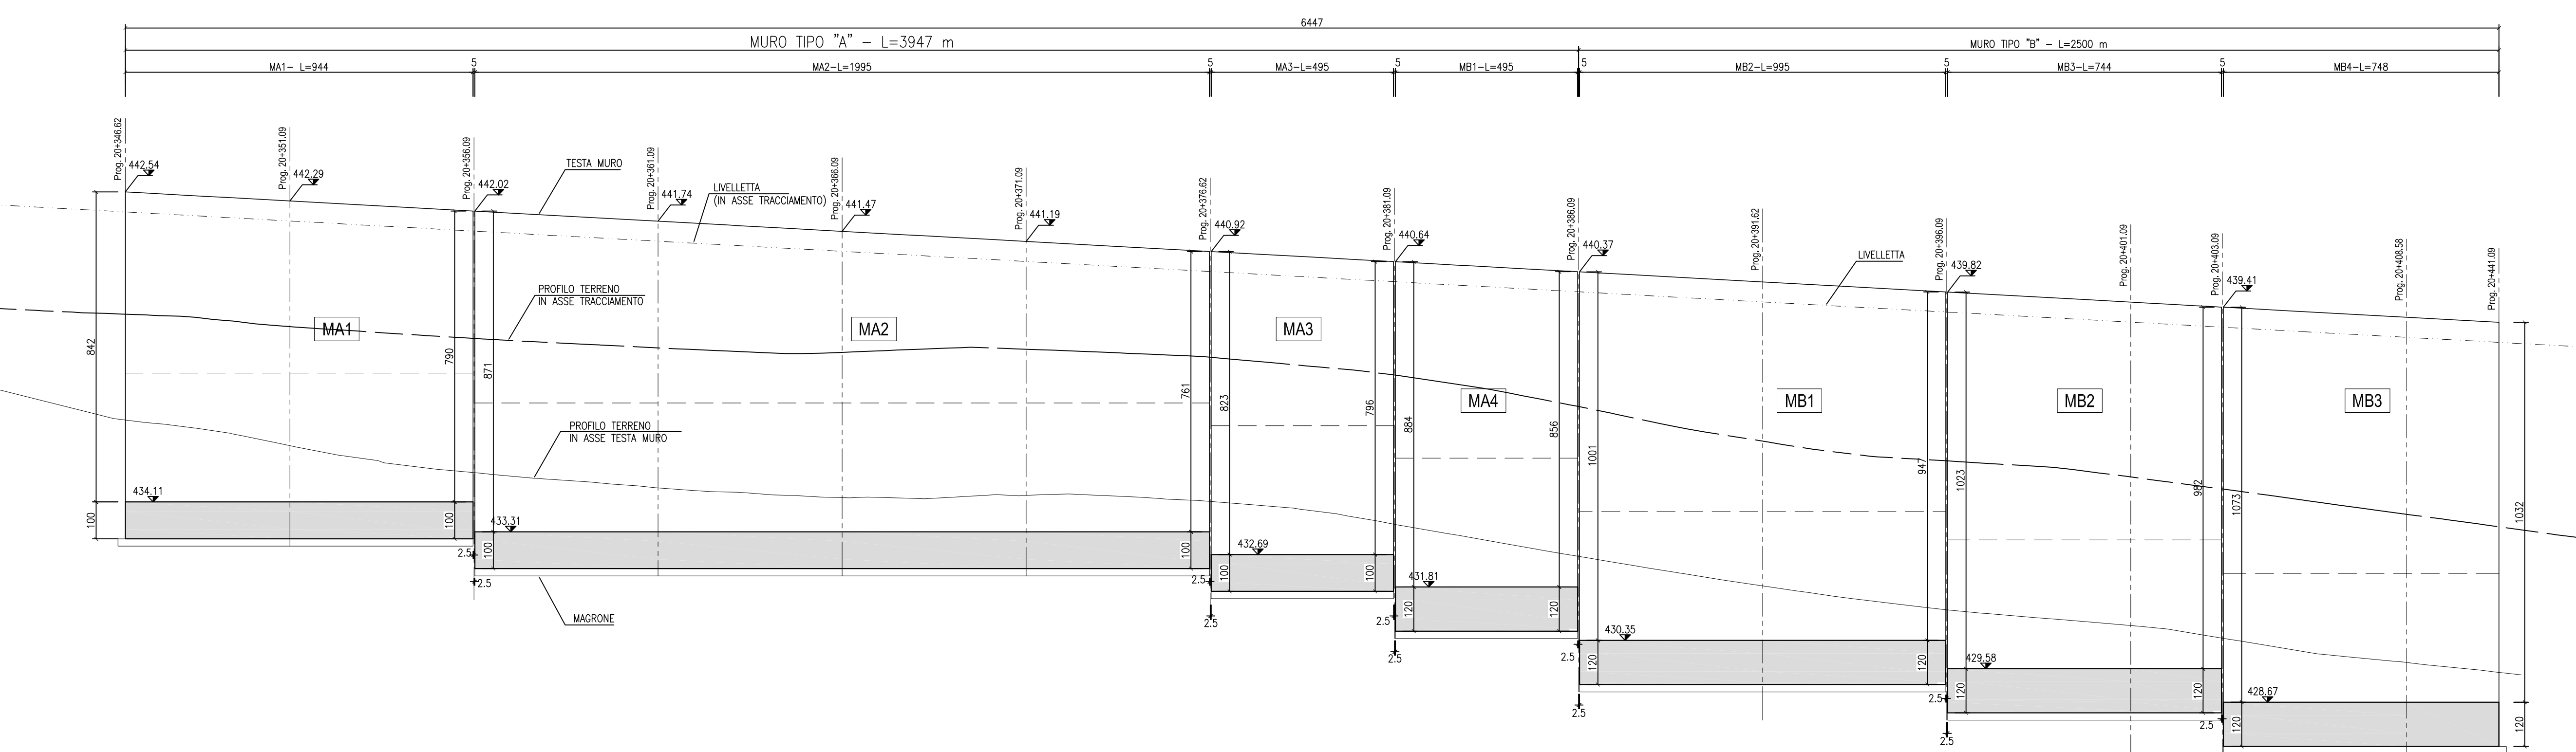 6447
MURO TIPO "A" - L=3947 m
MURO TIPO "B" - L=2500 m
MA1- L=944
5
MA2-L=1995
5
MA3-L=495
5
MB1-L=495
5
MB2-L=995
5
MB3-L=744
5
MB4-L=748
Prog. 20+346.62
Prog. 20+351.09
Prog. 20+356.09
Prog. 20+361.09
Prog. 20+366.09
Prog. 20+371.09
Prog. 20+376.62
Prog. 20+381.09
Prog. 20+386.09
Prog. 20+391.62
Prog. 20+396.09
Prog. 20+401.09
Prog. 20+403.09
Prog. 20+408.58
Prog. 20+441.09
442.54
442.29
442.02
441.74
441.47
441.19
440.92
440.64
440.37
439.82
439.41
TESTA MURO
LIVELLETTA
(IN ASSE TRACCIAMENTO)
LIVELLETTA
PROFILO TERRENO
IN ASSE TRACCIAMENTO
MA1
MA2
MA3
MA4
MB1
MB2
MB3
842
790
871
761
823
796
884
856
1001
947
1023
982
1073
1032
PROFILO TERRENO
IN ASSE TESTA MURO
434.11
433.31
432.69
431.81
430.35
429.58
428.67
100
100
100
100
100
100
120
120
120
120
120
120
120
120
2.5
2.5
2.5
2.5
2.5
2.5
2.5
2.5
2.5
2.5
2.5
MAGRONE